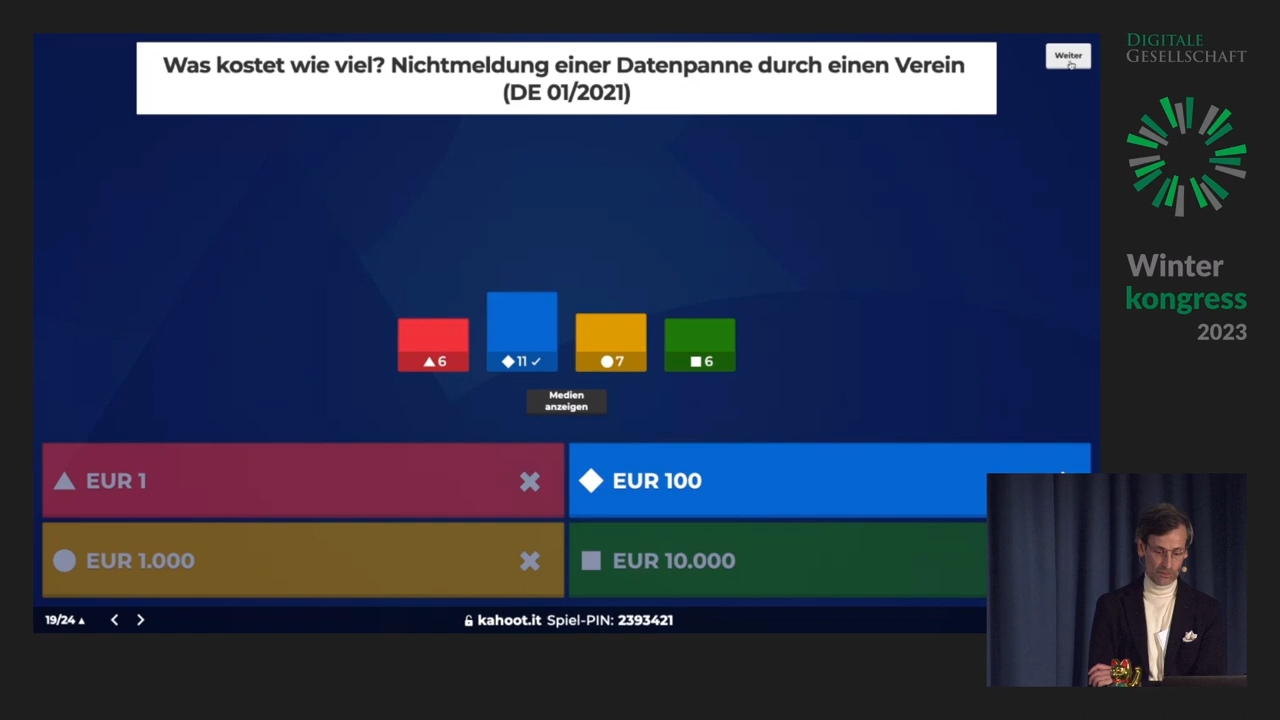 Was kostet wie viel? Nichtmeldung einer Datenpanne durch einen Verein
(DE 01/2021)
Weiter
DIGITALE
GESELLSCHAFT
Winter
kongress
2023
6
11
7
6
Medien
anzeigen
EUR 1
EUR 100
EUR 1.000
EUR 10.000
19/24
kahoot.it Spiel-PIN: 2393421